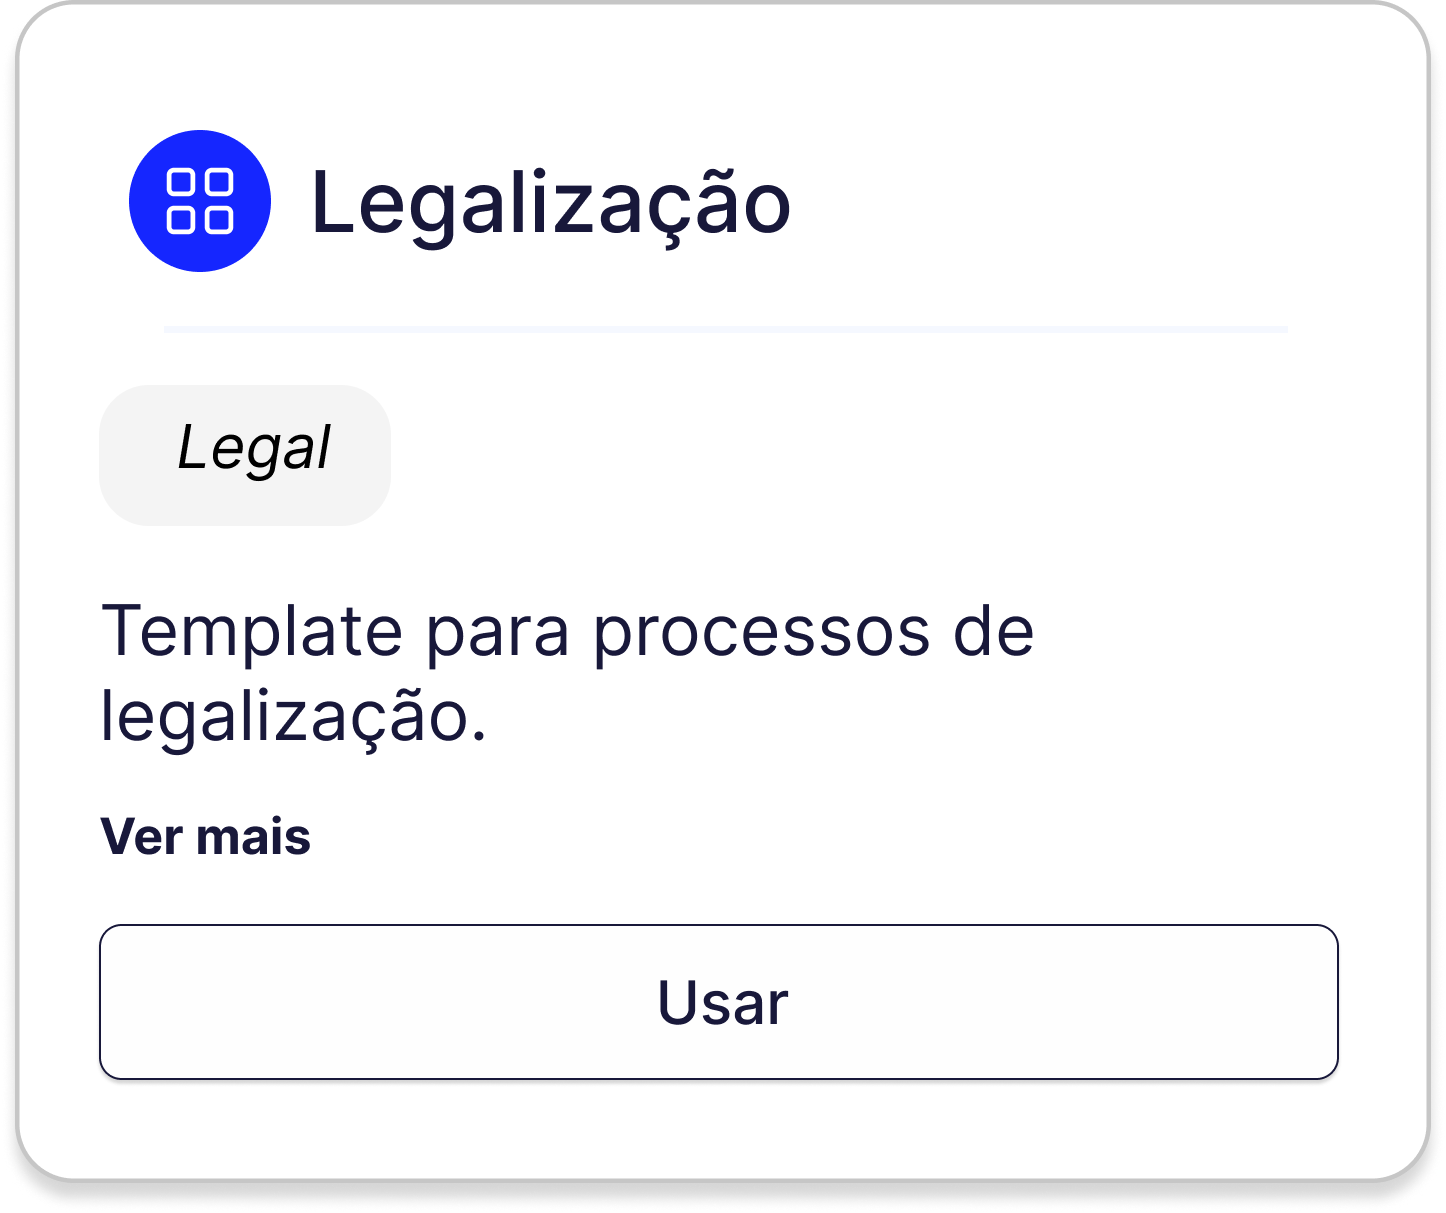 Legalização
Legal
Template para processos de
legalização.
Ver mais
Usar